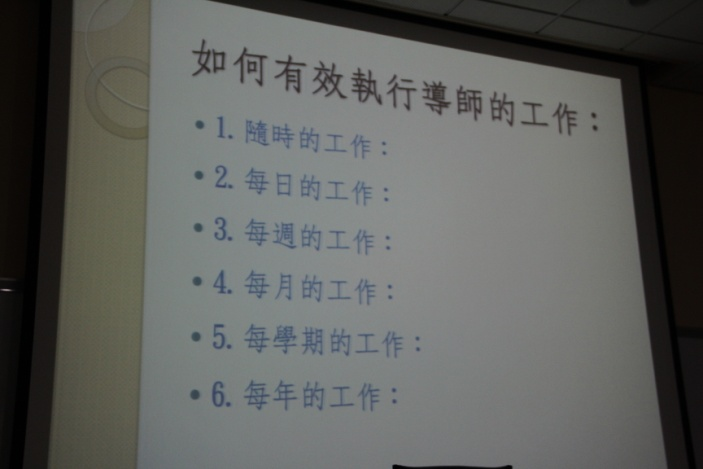 如何有效執行導師的工作：
• 1. 隨時的工作：
• 2. 每日的工作：
• 3. 每週的工作：
• 4. 每月的工作：
• 5. 每學期的工作：
• 6. 每年的工作：